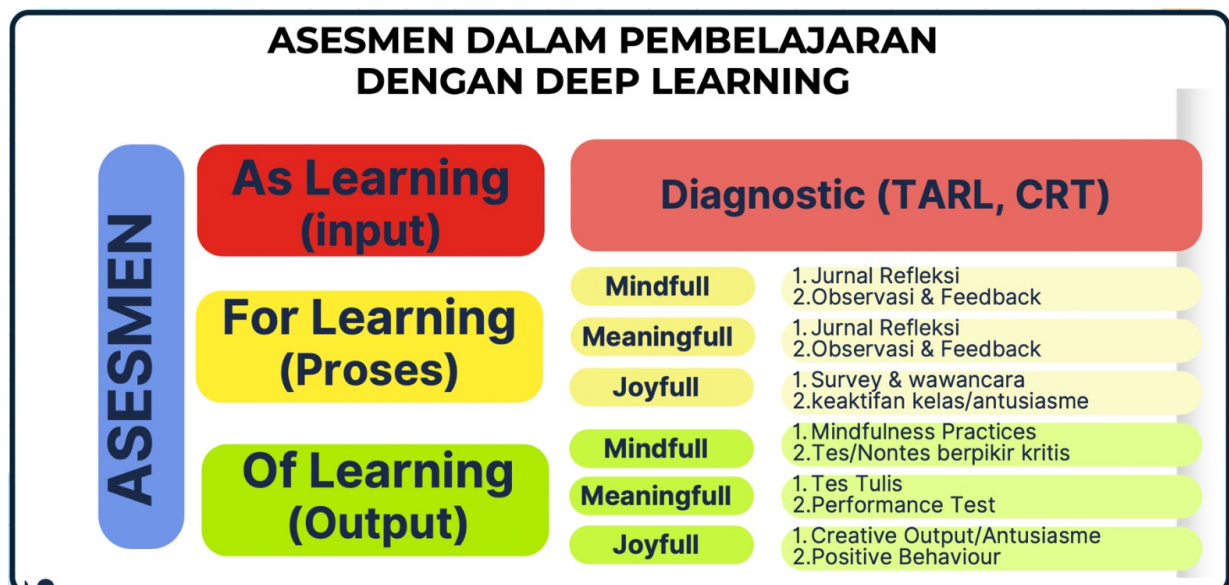 ASESMEN DALAM PEMBELAJARAN
DENGAN DEEP LEARNING
ASESMEN
As Learning
(input)
Diagnostic (TARL, CRT)
For Learning
(Proses)
Mindfull
1.Jurnal Refleksi
2.Observasi & Feedback
Meaningfull
1.Jurnal Refleksi
2.Observasi & Feedback
Joyfull
1.Survey & wawancara
2.keaktifan kelas/antusiasme
Of Learning
(Output)
Mindfull
1.Mindfulness Practices
2.Tes/Nontes berpikir kritis
Meaningfull
1.Tes Tulis
2.Performance Test
Joyfull
1.Creative Output/Antusiasme
2.Positive Behaviour